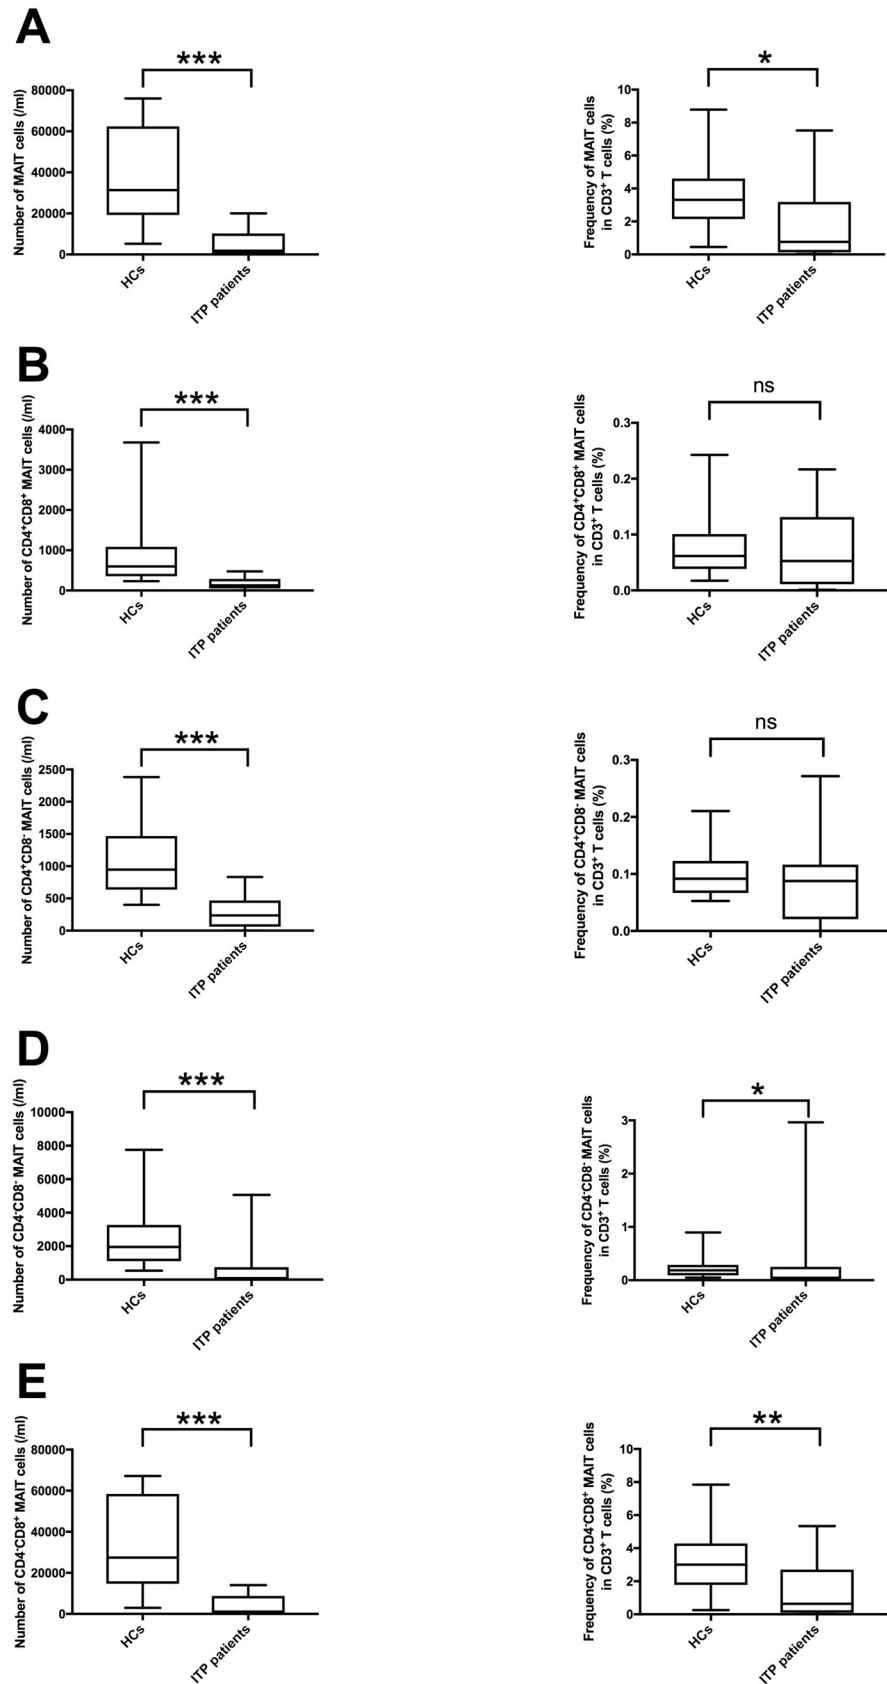 A
***
Number of MAIT cells (/ml)
80000
60000
40000
20000
0
HCs
ITP patients
*
Frequency of MAIT cells
in CD3⁺ T cells (%)
10
8
6
4
2
0
HCs
ITP patients
B
***
Number of CD4⁺CD8⁺ MAIT cells (/ml)
4000
3000
2000
1000
0
HCs
ITP patients
ns
Frequency of CD4⁺CD8⁺ MAIT cells
in CD3⁺ T cells (%)
0.3
0.2
0.1
0.0
HCs
ITP patients
C
***
Number of CD4⁺CD8⁻ MAIT cells (/ml)
2500
2000
1500
1000
500
0
HCs
ITP patients
ns
Frequency of CD4⁺CD8⁻ MAIT cells
in CD3⁺ T cells (%)
0.3
0.2
0.1
0.0
HCs
ITP patients
D
***
Number of CD4⁻CD8⁻ MAIT cells (/ml)
10000
8000
6000
4000
2000
0
HCs
ITP patients
*
Frequency of CD4⁻CD8⁻ MAIT cells
in CD3⁺ T cells (%)
3
2
1
0
HCs
ITP patients
E
***
Number of CD4⁻CD8⁺ MAIT cells (/ml)
80000
60000
40000
20000
0
HCs
ITP patients
**
Frequency of CD4⁻CD8⁺ MAIT cells
in CD3⁺ T cells (%)
10
8
6
4
2
0
HCs
ITP patients